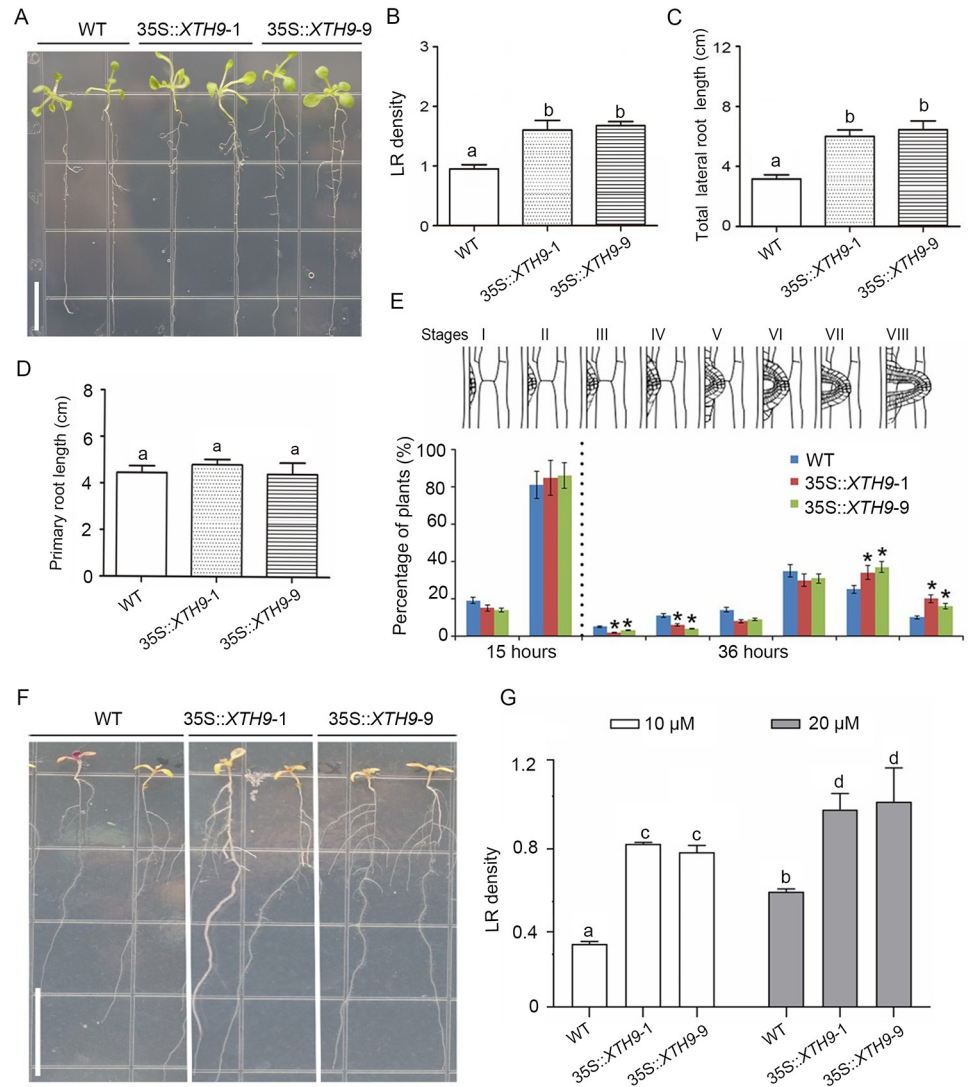 A
WT 35S::XTH9-1 35S::XTH9-9
B
LR density
3
2
1
0
a
b
b
WT
35S::XTH9-1
35S::XTH9-9
C
Total lateral root length (cm)
12
8
4
0
a
b
b
WT
35S::XTH9-1
35S::XTH9-9
D
Primary root length (cm)
8
6
4
2
0
a
a
a
WT
35S::XTH9-1
35S::XTH9-9
E
Stages I II III IV V VI VII VIII
Percentage of plants (%)
100
80
60
40
20
0
WT
35S::XTH9-1
35S::XTH9-9
** ** ** **
15 hours 36 hours
F
WT 35S::XTH9-1 35S::XTH9-9
G
10 µM 20 µM
LR density
1.2
0.8
0.4
0
a
c
c
b
d
d
WT
35S::XTH9-1
35S::XTH9-9
WT
35S::XTH9-1
35S::XTH9-9